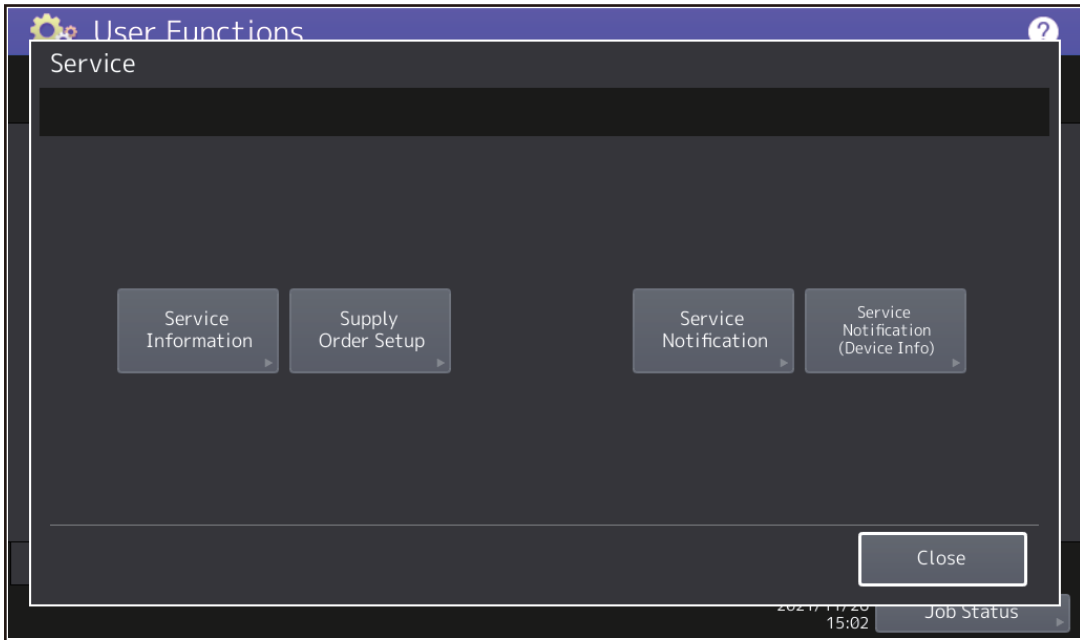 User Functions
?
Service
Service
Information
Supply
Order Setup
Service
Notification
Service
Notification
(Device Info)
Close
15:02
Job Status